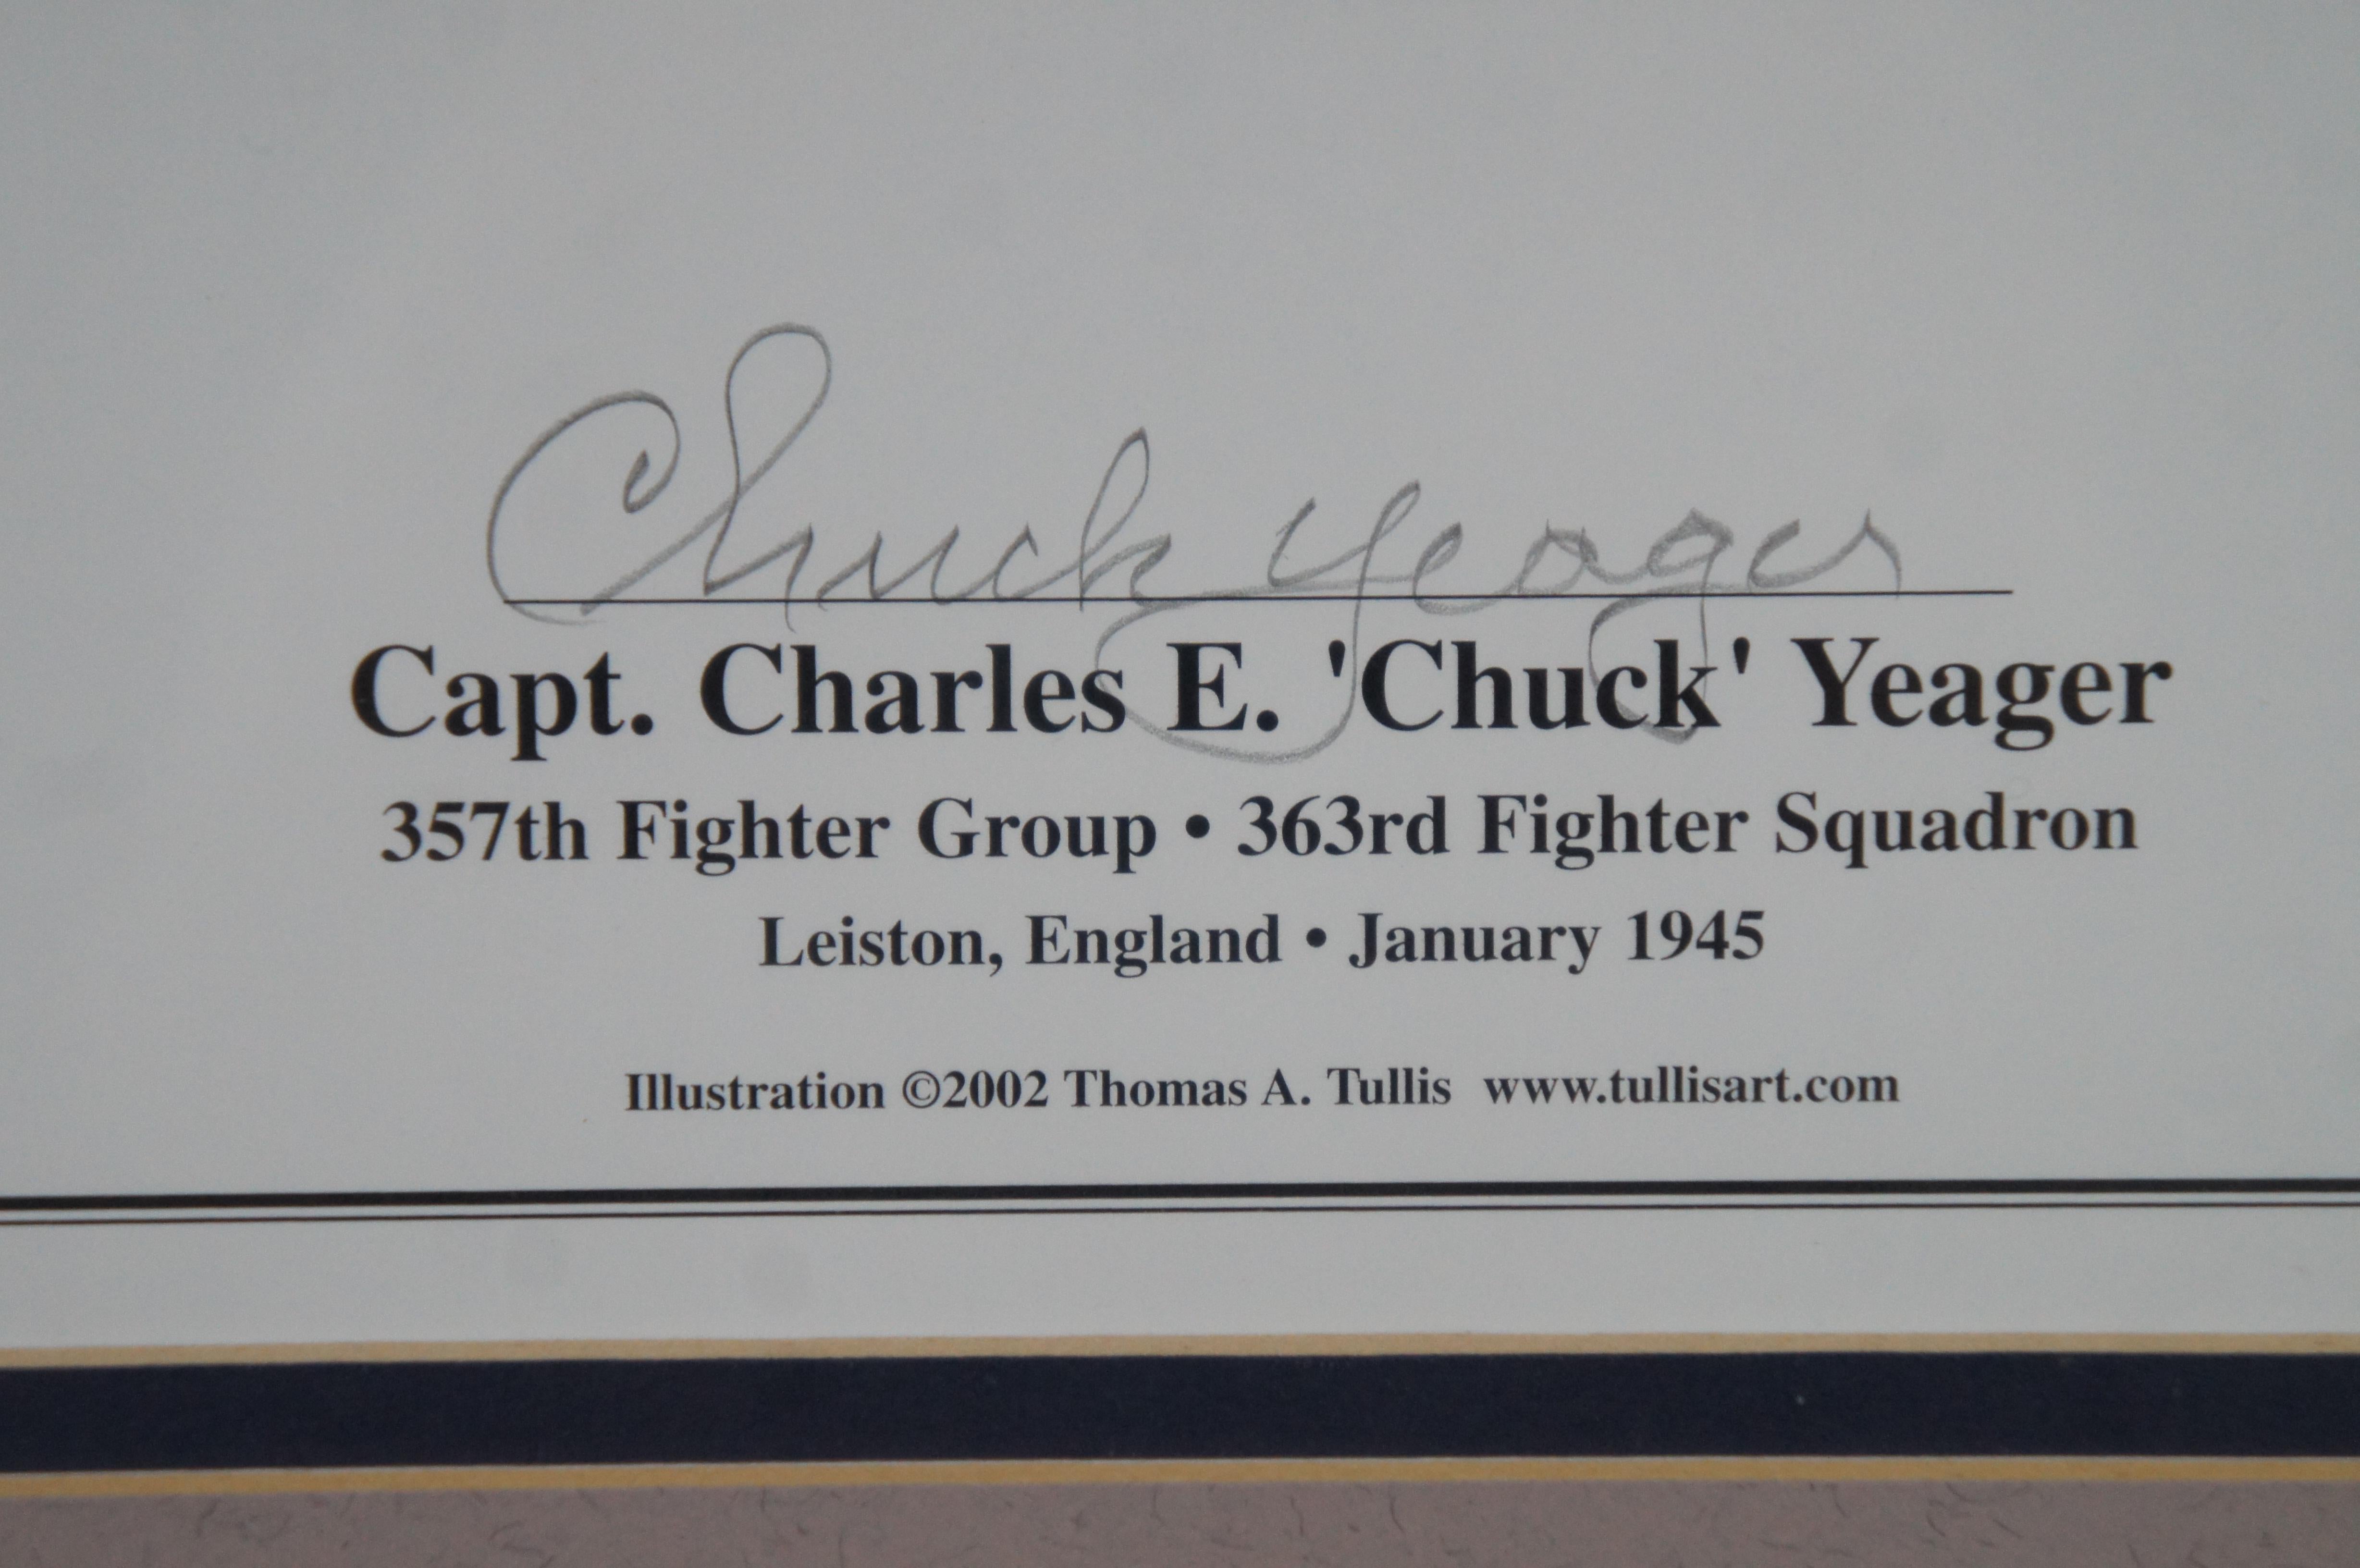 Chuck Yeager
Capt. Charles E. 'Chuck' Yeager
357th Fighter Group • 363rd Fighter Squadron
Leiston, England • January 1945
Illustration ©2002 Thomas A. Tullis www.tullisart.com